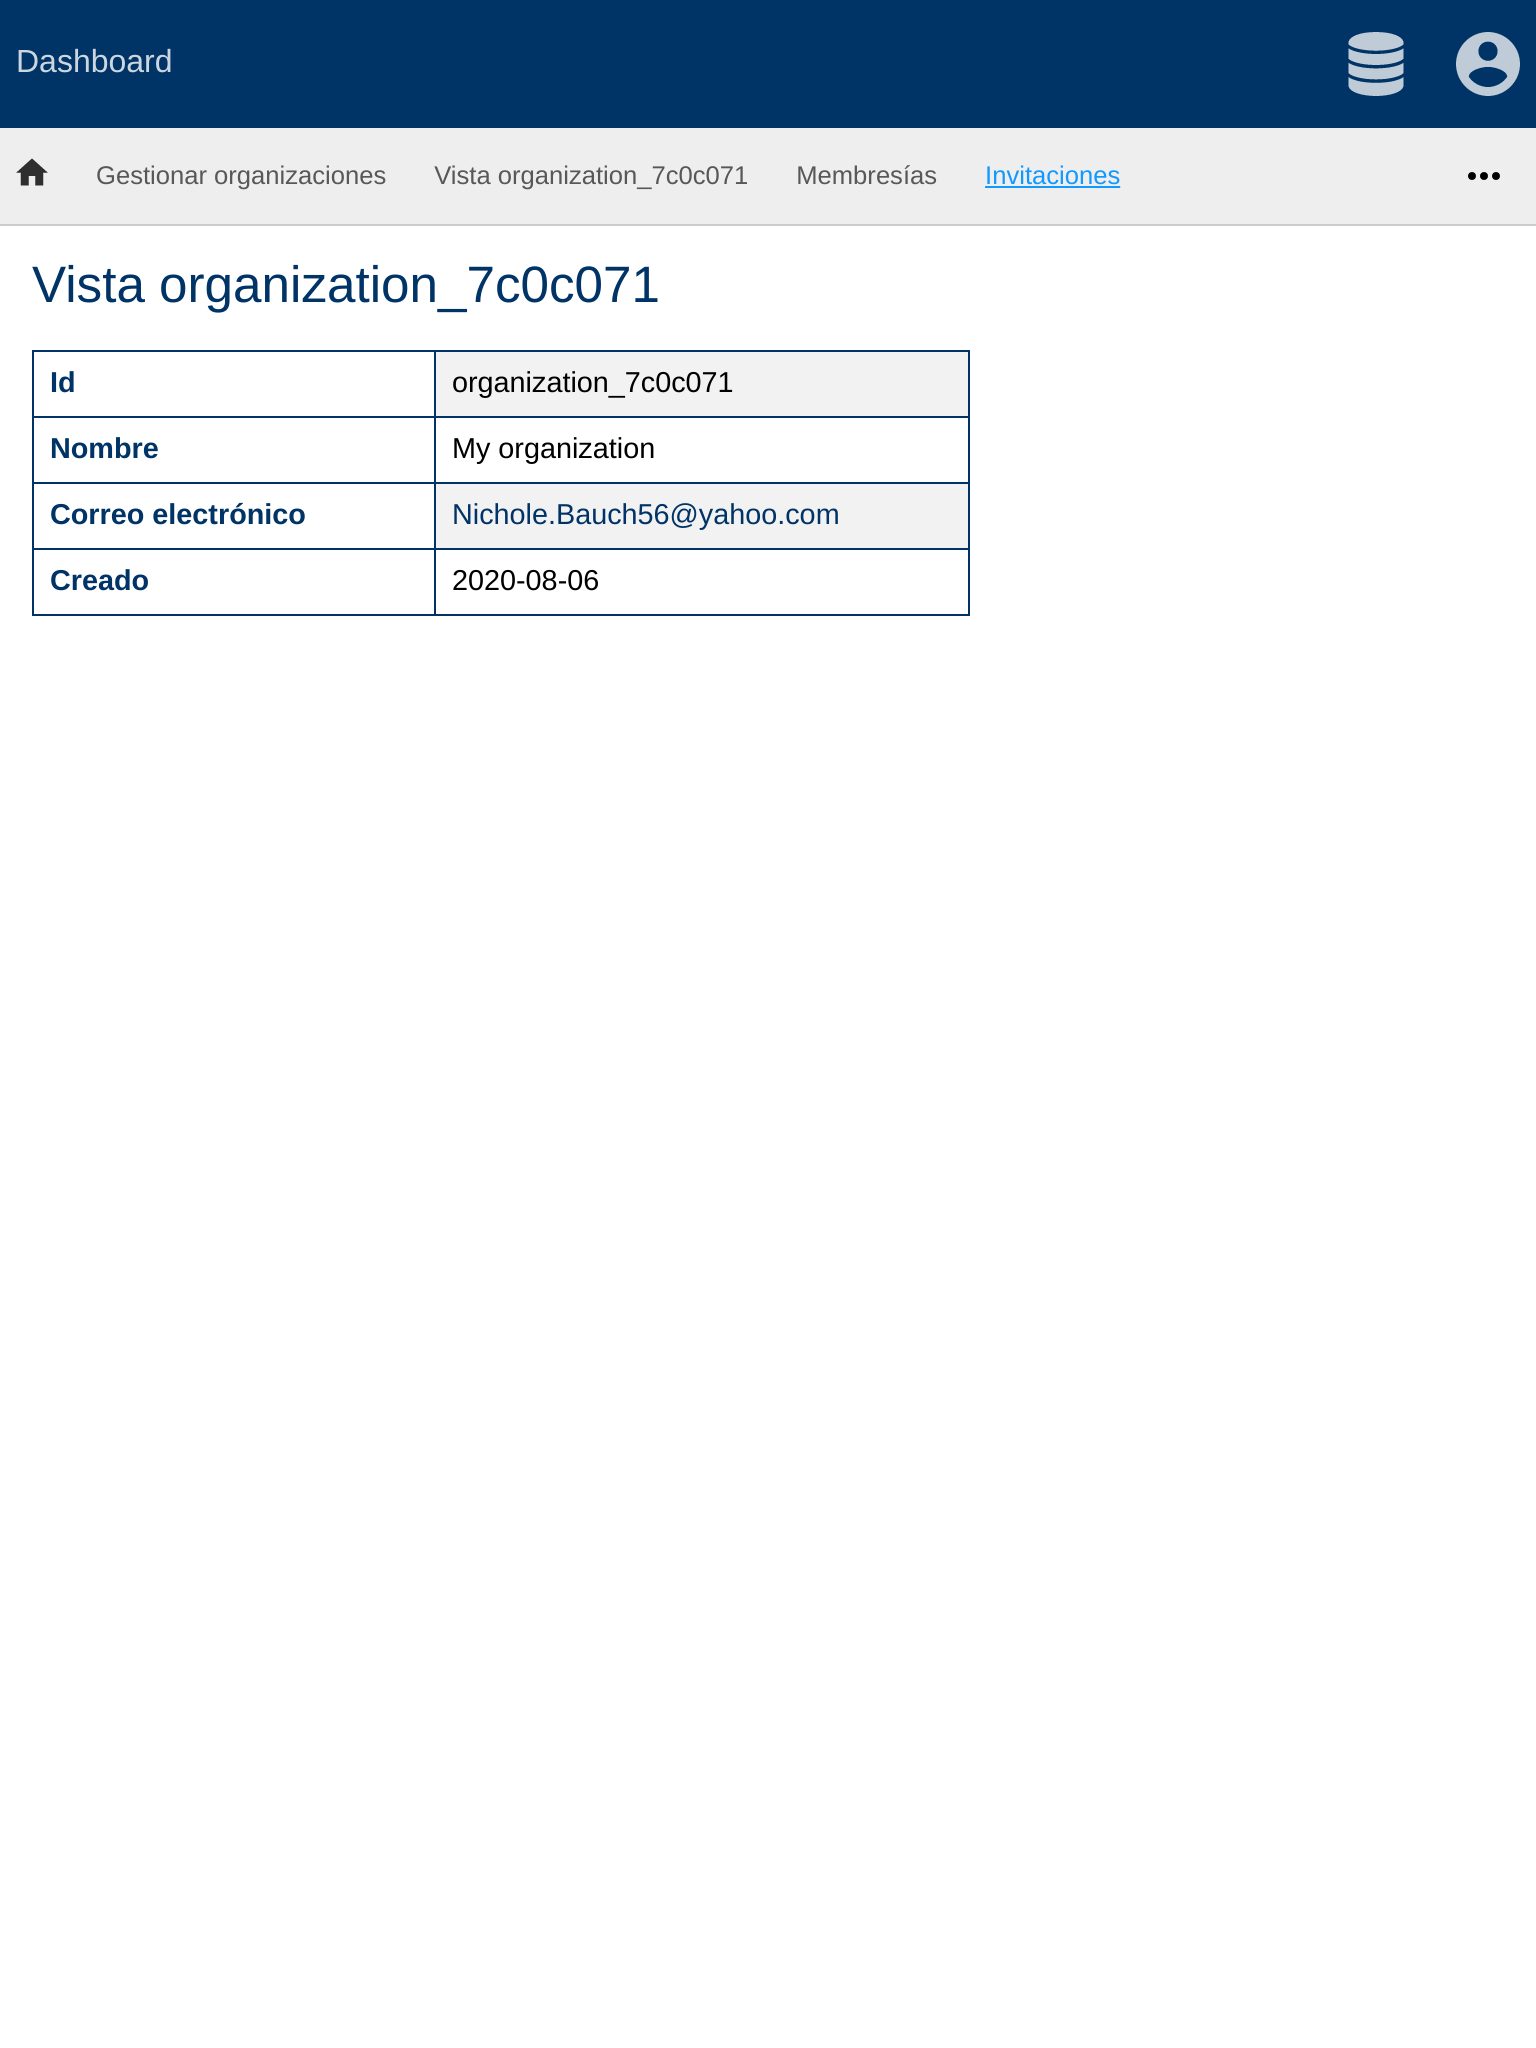 Dashboard
Gestionar organizaciones Vista organization_7c0c071 Membresías Invitaciones
Vista organization_7c0c071
Id organization_7c0c071
Nombre My organization
Correo electrónico Nichole.Bauch56@yahoo.com
Creado 2020-08-06